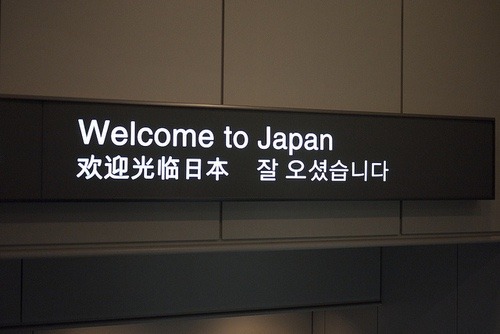 Welcome to Japan
欢迎光临日本 잘 오셨습니다